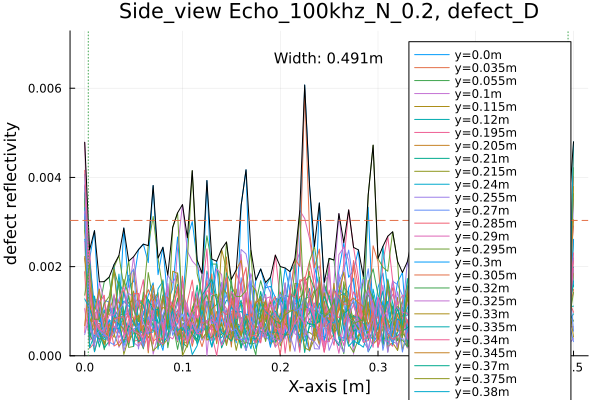 Side_view Echo_100khz_N_0.2, defect_D
Width: 0.491m
y=0.0m
y=0.035m
y=0.055m
y=0.1m
y=0.115m
y=0.12m
y=0.195m
y=0.205m
y=0.21m
y=0.215m
y=0.24m
y=0.255m
y=0.27m
y=0.285m
y=0.29m
y=0.295m
y=0.3m
y=0.305m
y=0.32m
y=0.325m
y=0.33m
y=0.335m
y=0.34m
y=0.345m
y=0.37m
y=0.375m
y=0.38m
defect reflectivity
0.006
0.004
0.002
0.000
0.0 0.1 0.2 0.3 .5
X-axis [m]